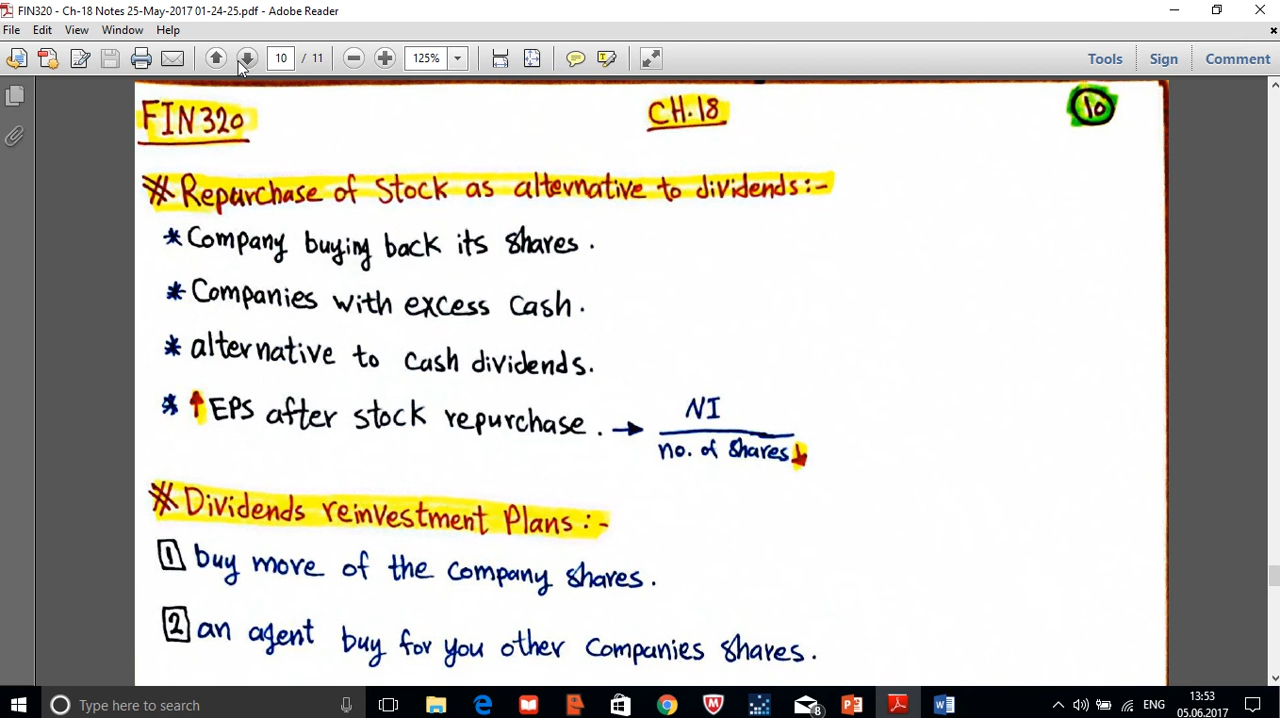 FIN320 - Ch-18 Notes 25-May-2017 01-24-25.pdf - Adobe Reader
File Edit View Window Help
10 / 11 125% Tools Sign Comment
FIN320 CH.18 10
※ Repurchase of Stock as alternative to dividends:-
* Company buying back its shares.
* Companies with excess cash.
* alternative to cash dividends.
* ↑ EPS after stock repurchase. → NI
no. of shares ↓
※ Dividends reinvestment Plans:-
1 buy more of the company shares.
2 an agent buy for you other companies shares.
Type here to search 8 ENG 13:53
05.06.2017